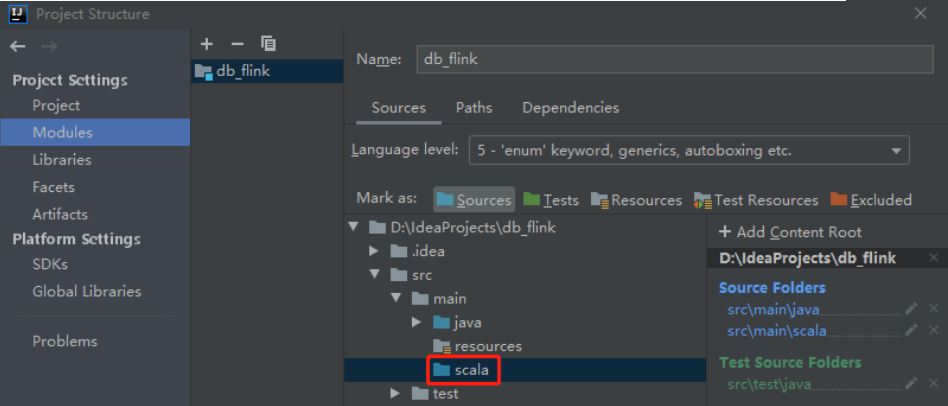 Project Structure
Project Settings
Project
Modules
Libraries
Facets
Artifacts
Platform Settings
SDKs
Global Libraries
Problems
db_flink
Name: db_flink
Sources Paths Dependencies
Language level: 5 - 'enum' keyword, generics, autoboxing etc.
Mark as: Sources Tests Resources Test Resources Excluded
D:\IdeaProjects\db_flink
.idea
src
main
java
resources
scala
test
+ Add Content Root
D:\IdeaProjects\db_flink
Source Folders
src\main\java
src\main\scala
Test Source Folders
src\test\java